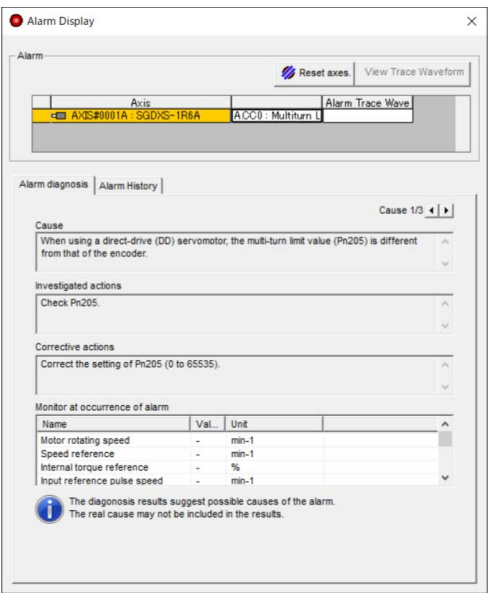 Alarm Display
Alarm
Reset axes.
View Trace Waveform
Axis
Alarm Trace Wave
AXIS#0001A : SGDXS-1R6A
A.CC0 : Multiturn L
Alarm diagnosis
Alarm History
Cause 1/3
Cause
When using a direct-drive (DD) servomotor, the multi-turn limit value (Pn205) is different
from that of the encoder.
Investigated actions
Check Pn205.
Corrective actions
Correct the setting of Pn205 (0 to 65535).
Monitor at occurrence of alarm
Name Val... Unit
Motor rotating speed - min-1
Speed reference - min-1
Internal torque reference - %
Input reference pulse speed - min-1
The diagonosis results suggest possible causes of the alarm.
The real cause may not be included in the results.